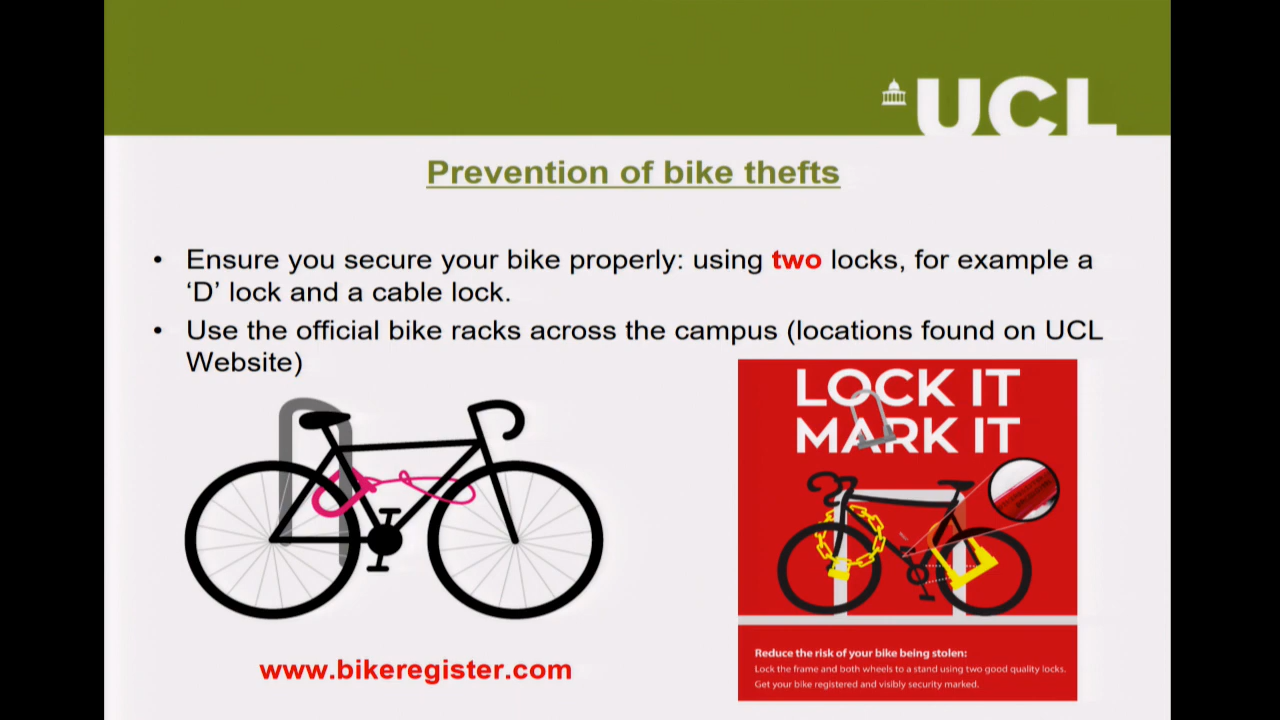 UCL
Prevention of bike thefts
• Ensure you secure your bike properly: using two locks, for example a
‘D’ lock and a cable lock.
• Use the official bike racks across the campus (locations found on UCL
Website)
LOCK IT
MARK IT
Reduce the risk of your bike being stolen:
Lock the frame and both wheels to a stand using two good quality locks.
Get your bike registered and visibly security marked.
www.bikeregister.com